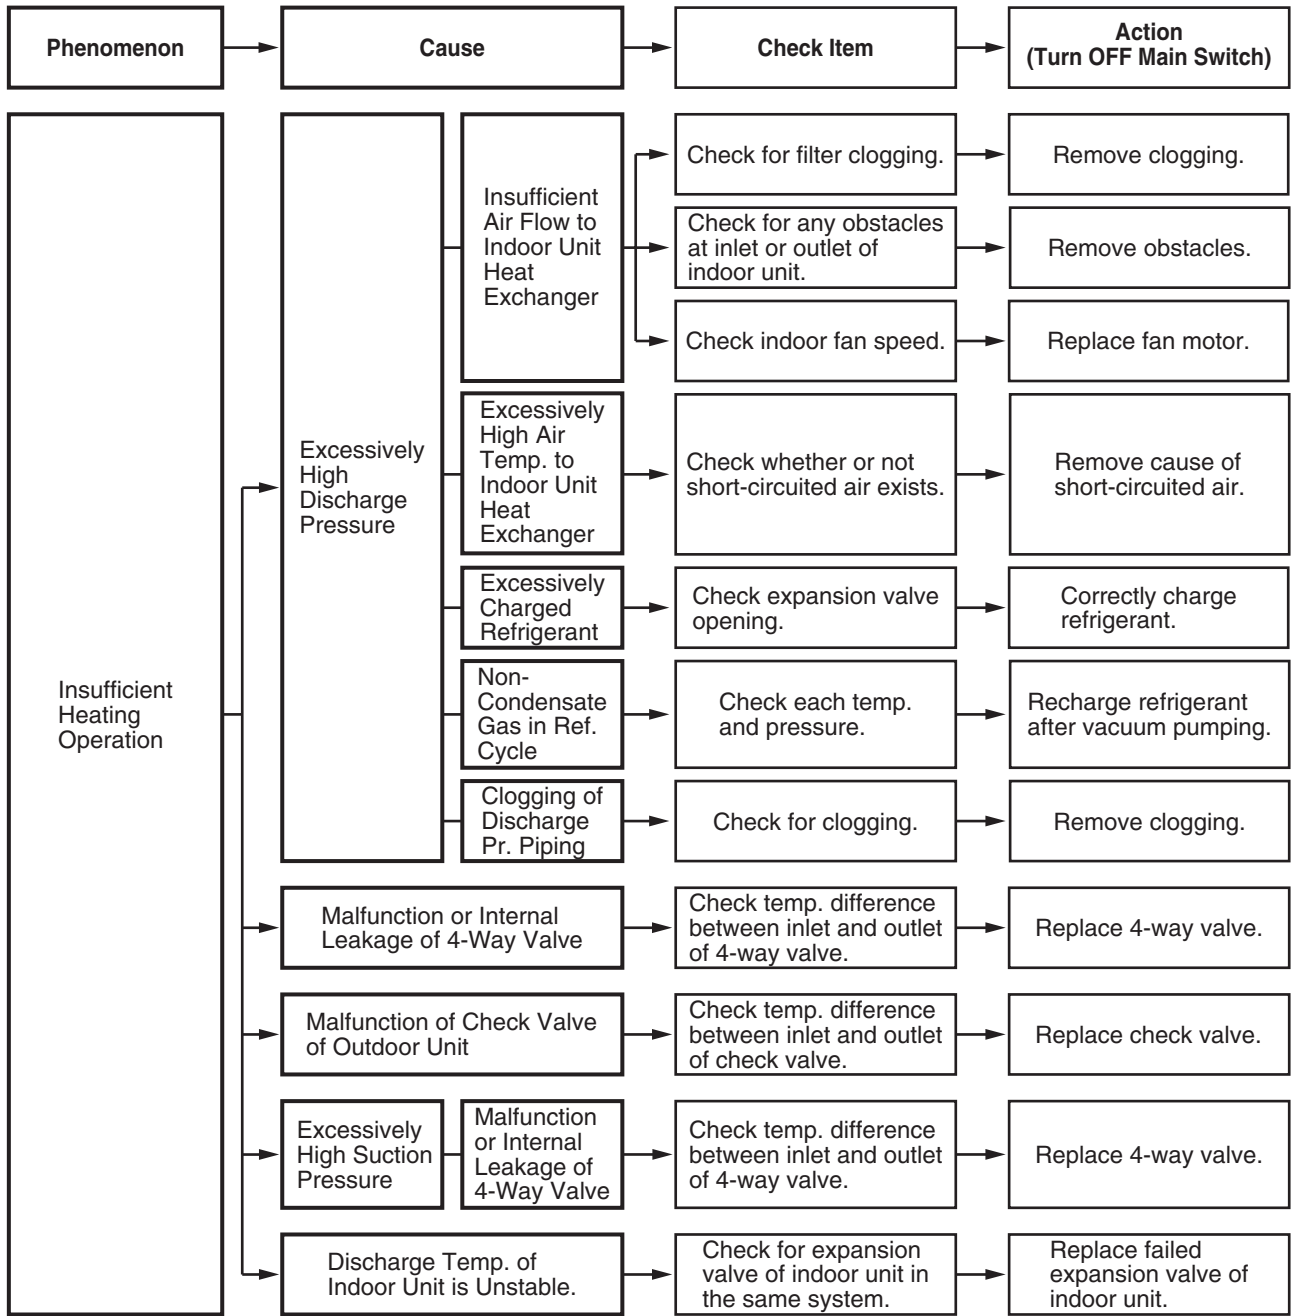 Phenomenon
Cause
Check Item
Action
(Turn OFF Main Switch)
Insufficient
Heating
Operation
Excessively
High
Discharge
Pressure
Insufficient
Air Flow to
Indoor Unit
Heat
Exchanger
Check for filter clogging.
Remove clogging.
Check for any obstacles
at inlet or outlet of
indoor unit.
Remove obstacles.
Check indoor fan speed.
Replace fan motor.
Excessively
High Air
Temp. to
Indoor Unit
Heat
Exchanger
Check whether or not
short-circuited air exists.
Remove cause of
short-circuited air.
Excessively
Charged
Refrigerant
Check expansion valve
opening.
Correctly charge
refrigerant.
Non-
Condensate
Gas in Ref.
Cycle
Check each temp.
and pressure.
Recharge refrigerant
after vacuum pumping.
Clogging of
Discharge
Pr. Piping
Check for clogging.
Remove clogging.
Malfunction or Internal
Leakage of 4-Way Valve
Check temp. difference
between inlet and outlet
of 4-way valve.
Replace 4-way valve.
Malfunction of Check Valve
of Outdoor Unit
Check temp. difference
between inlet and outlet
of check valve.
Replace check valve.
Excessively
High Suction
Pressure
Malfunction
or Internal
Leakage of
4-Way Valve
Check temp. difference
between inlet and outlet
of 4-way valve.
Replace 4-way valve.
Discharge Temp. of
Indoor Unit is Unstable.
Check for expansion
valve of indoor unit in
the same system.
Replace failed
expansion valve of
indoor unit.